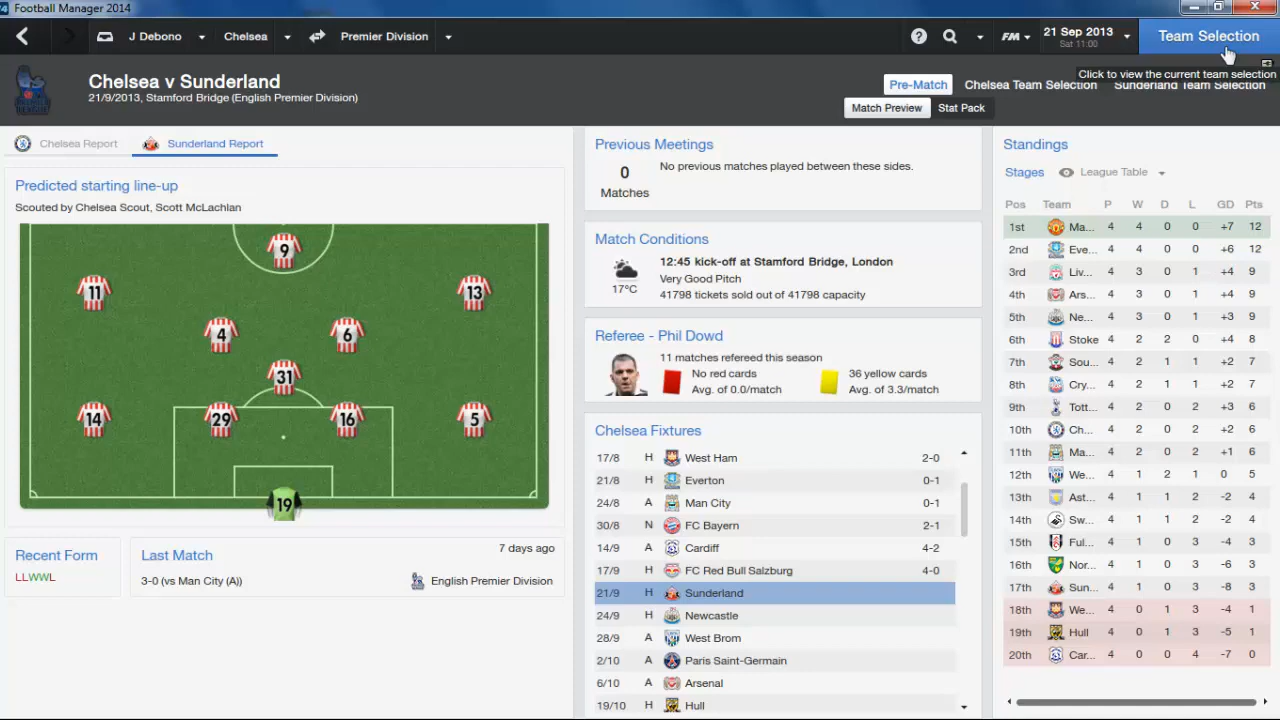 Football Manager 2014
J Debono
Chelsea
Premier Division
FM
21 Sep 2013
Sat 11:00
Team Selection
Click to view the current team selection
Chelsea v Sunderland
21/9/2013, Stamford Bridge (English Premier Division)
Pre-Match
Chelsea Team Selection
Sunderland Team Selection
Match Preview
Stat Pack
Chelsea Report
Sunderland Report
Predicted starting line-up
Scouted by Chelsea Scout, Scott McLachlan
9
11
13
4
6
31
14
29
16
5
19
Recent Form
LLWWL
Last Match
7 days ago
3-0 (vs Man City (A))
English Premier Division
Previous Meetings
0
Matches
No previous matches played between these sides.
Match Conditions
17°C
12:45 kick-off at Stamford Bridge, London
Very Good Pitch
41798 tickets sold out of 41798 capacity
Referee - Phil Dowd
11 matches refereed this season
No red cards
Avg. of 0.0/match
36 yellow cards
Avg. of 3.3/match
Chelsea Fixtures
17/8 H West Ham 2-0
21/8 H Everton 0-1
24/8 A Man City 0-1
30/8 N FC Bayern 2-1
14/9 A Cardiff 4-2
17/9 H FC Red Bull Salzburg 4-0
21/9 H Sunderland
24/9 H Newcastle
28/9 A West Brom
2/10 A Paris Saint-Germain
6/10 A Arsenal
19/10 H Hull
Standings
Stages League Table
Pos Team P W D L GD Pts
1st Ma... 4 4 0 0 +7 12
2nd Eve... 4 4 0 0 +6 12
3rd Liv... 4 3 0 1 +4 9
4th Ars... 4 3 0 1 +4 9
5th Ne... 4 3 0 1 +3 9
6th Stoke 4 2 2 0 +4 8
7th Sou... 4 2 1 1 +2 7
8th Cry... 4 2 1 1 +2 7
9th Tott... 4 2 0 2 +3 6
10th Ch... 4 2 0 2 +2 6
11th Ma... 4 2 0 2 +1 6
12th We... 4 1 2 1 0 5
13th Ast... 4 1 1 2 -2 4
14th Sw... 4 1 1 2 -2 4
15th Ful... 4 1 0 3 -4 3
16th Nor... 4 1 0 3 -6 3
17th Sun... 4 1 0 3 -8 3
18th We... 4 0 1 3 -4 1
19th Hull 4 0 1 3 -5 1
20th Car... 4 0 0 4 -7 0